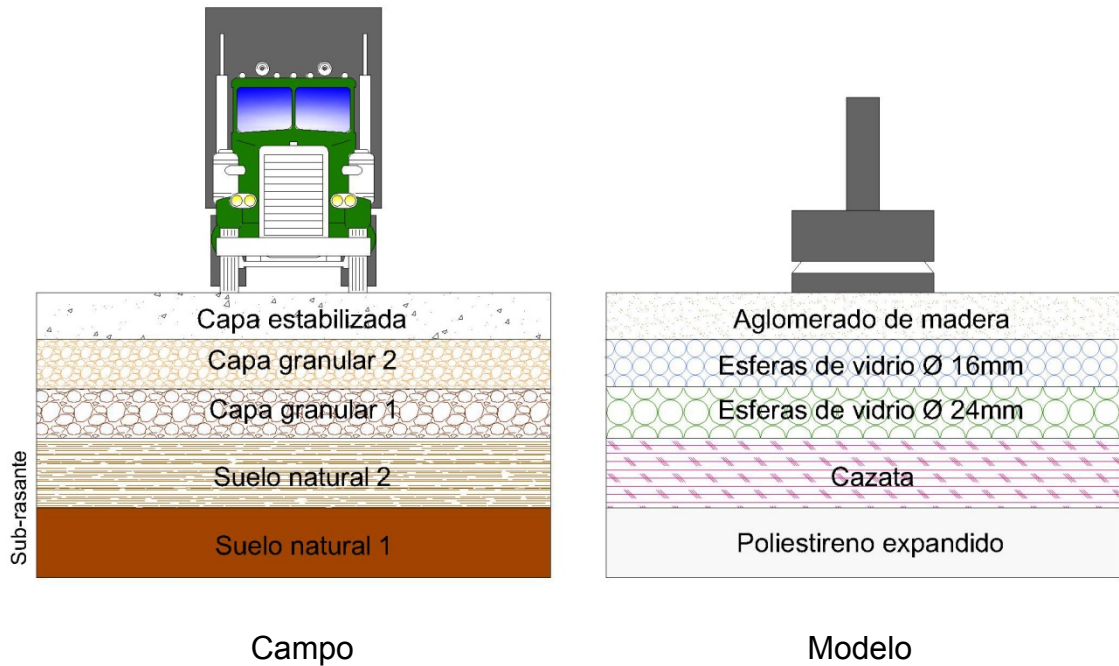 Capa estabilizada
Capa granular 2
Capa granular 1
Suelo natural 2
Suelo natural 1
Sub-rasante
Campo
Aglomerado de madera
Esferas de vidrio Ø 16mm
Esferas de vidrio Ø 24mm
Cazata
Poliestireno expandido
Modelo